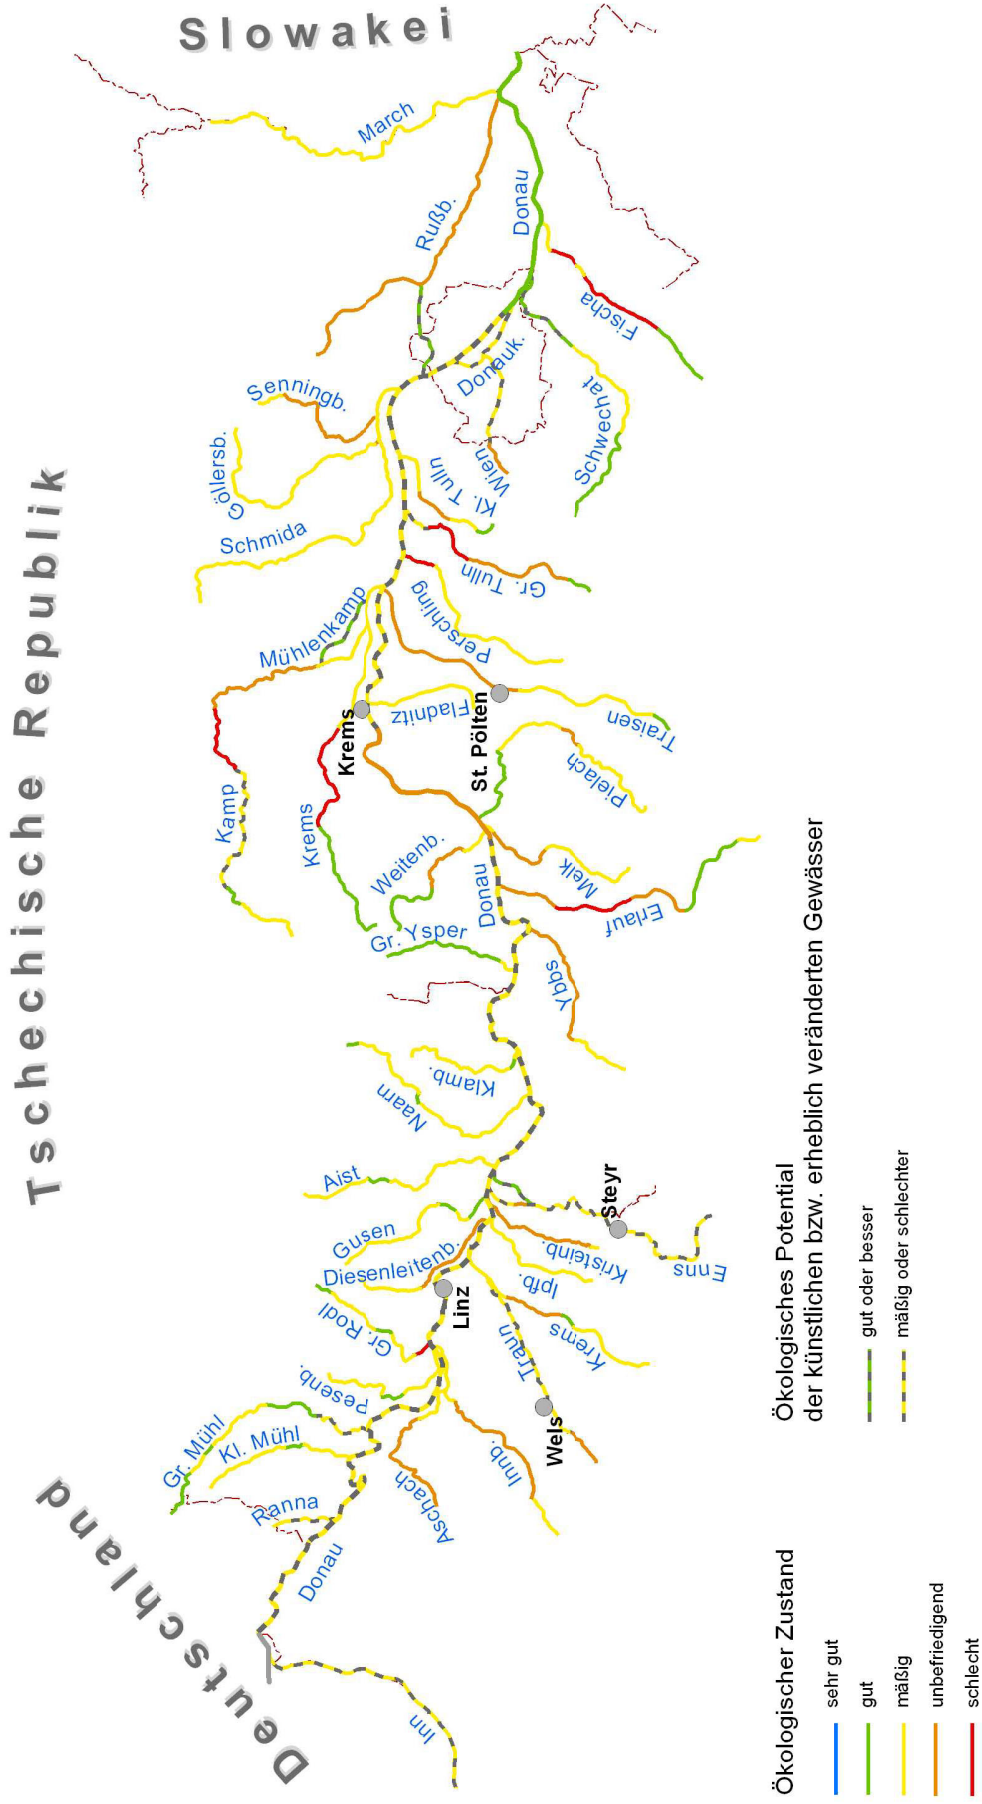 Tschechische Republik
Slowakei
Deutschland
March
Rußb.
Donau
Fischa
Senningb.
Donauk.
Schwechat
Göllersb.
Wien
Kl. Tulln
Schmida
Gr. Tulln
Mühlenkamp
Perschling
Krems
Fladnitz
St. Pölten
Traisen
Pielach
Kamp
Krems
Weitenb.
Donau
Melk
Erlauf
Gr. Ysper
Ybbs
Klamb.
Naarn
Aist
Steyr
Gusen
Diesenleitenb.
Kristeinb.
Ipfb.
Enns
Linz
Gr. Rodl
Traun
Krems
Pesenb.
Wels
Gr. Mühl
Kl. Mühl
Innb.
Aschach
Ranna
Donau
Inn
Ökologischer Zustand
sehr gut
gut
mäßig
unbefriedigend
schlecht
Ökologisches Potential
der künstlichen bzw. erheblich veränderten Gewässer
gut oder besser
mäßig oder schlechter